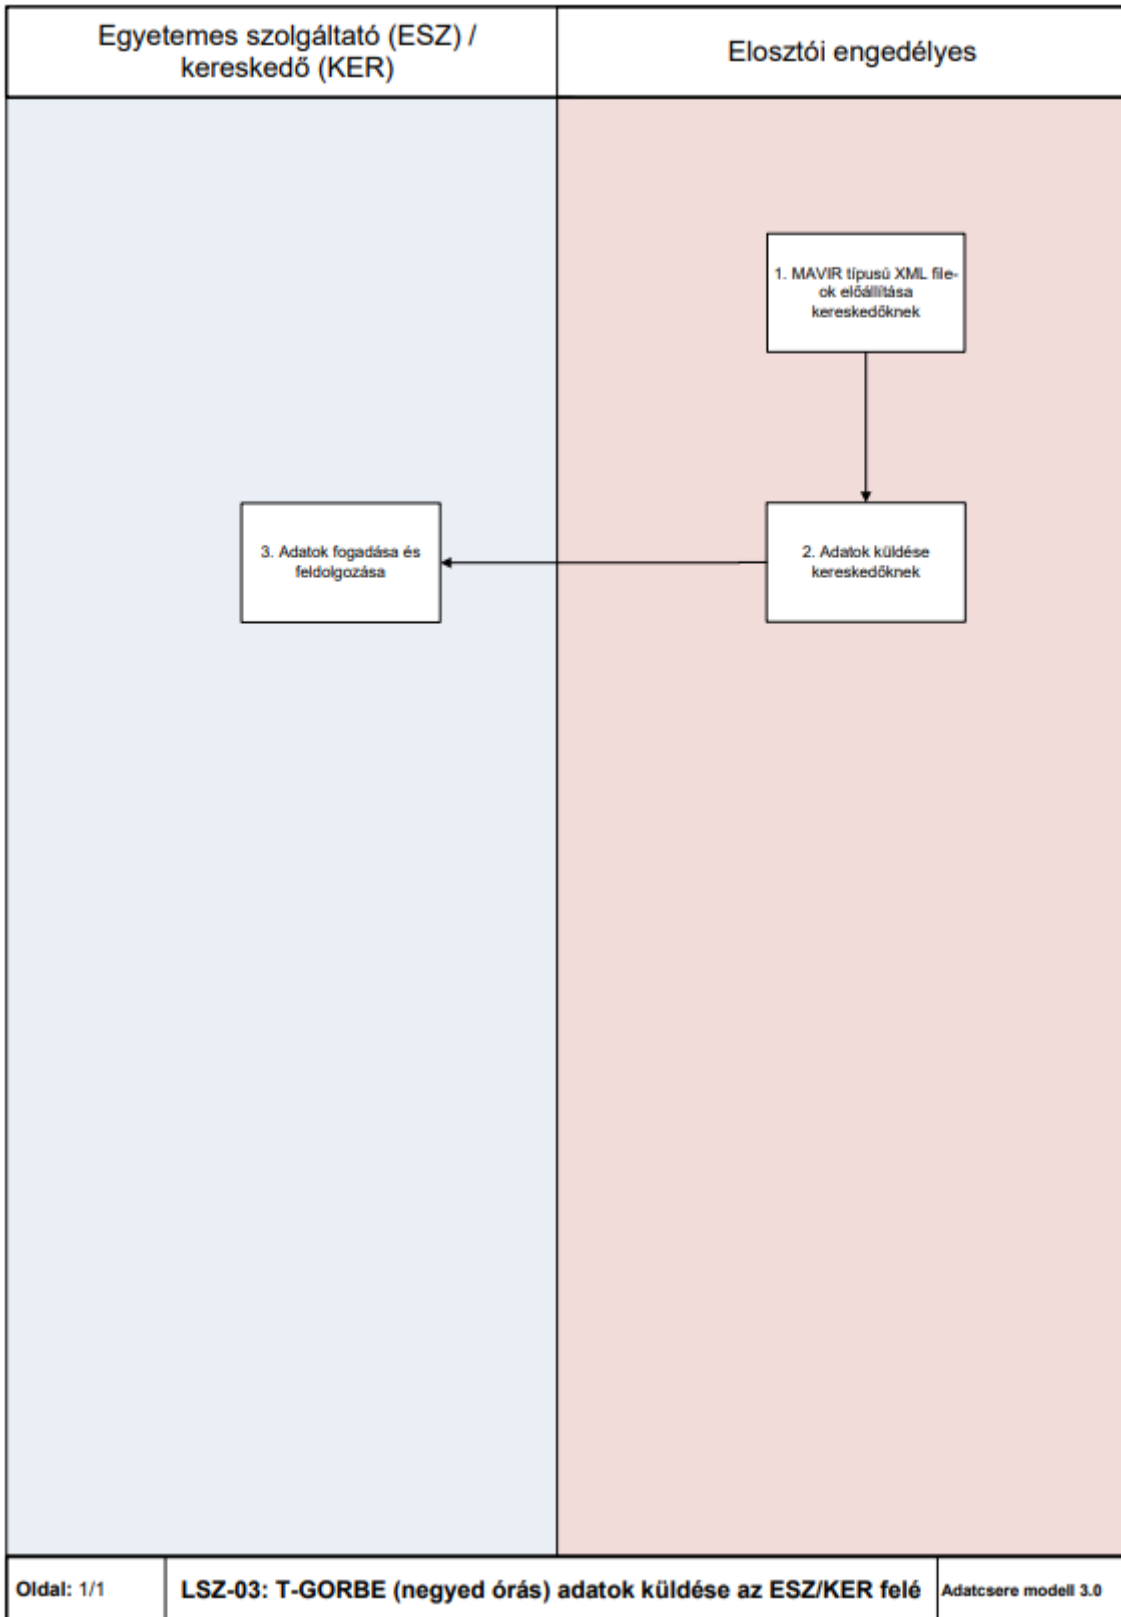 Egyetemes szolgáltató (ESZ) /
kereskedő (KER)
Elosztói engedélyes
1. MAVIR típusú XML file-
ok előállítása
kereskedőknek
3. Adatok fogadása és
feldolgozása
2. Adatok küldése
kereskedőknek
Oldal: 1/1
LSZ-03: T-GORBE (negyed órás) adatok küldése az ESZ/KER felé
Adatcsere modell 3.0